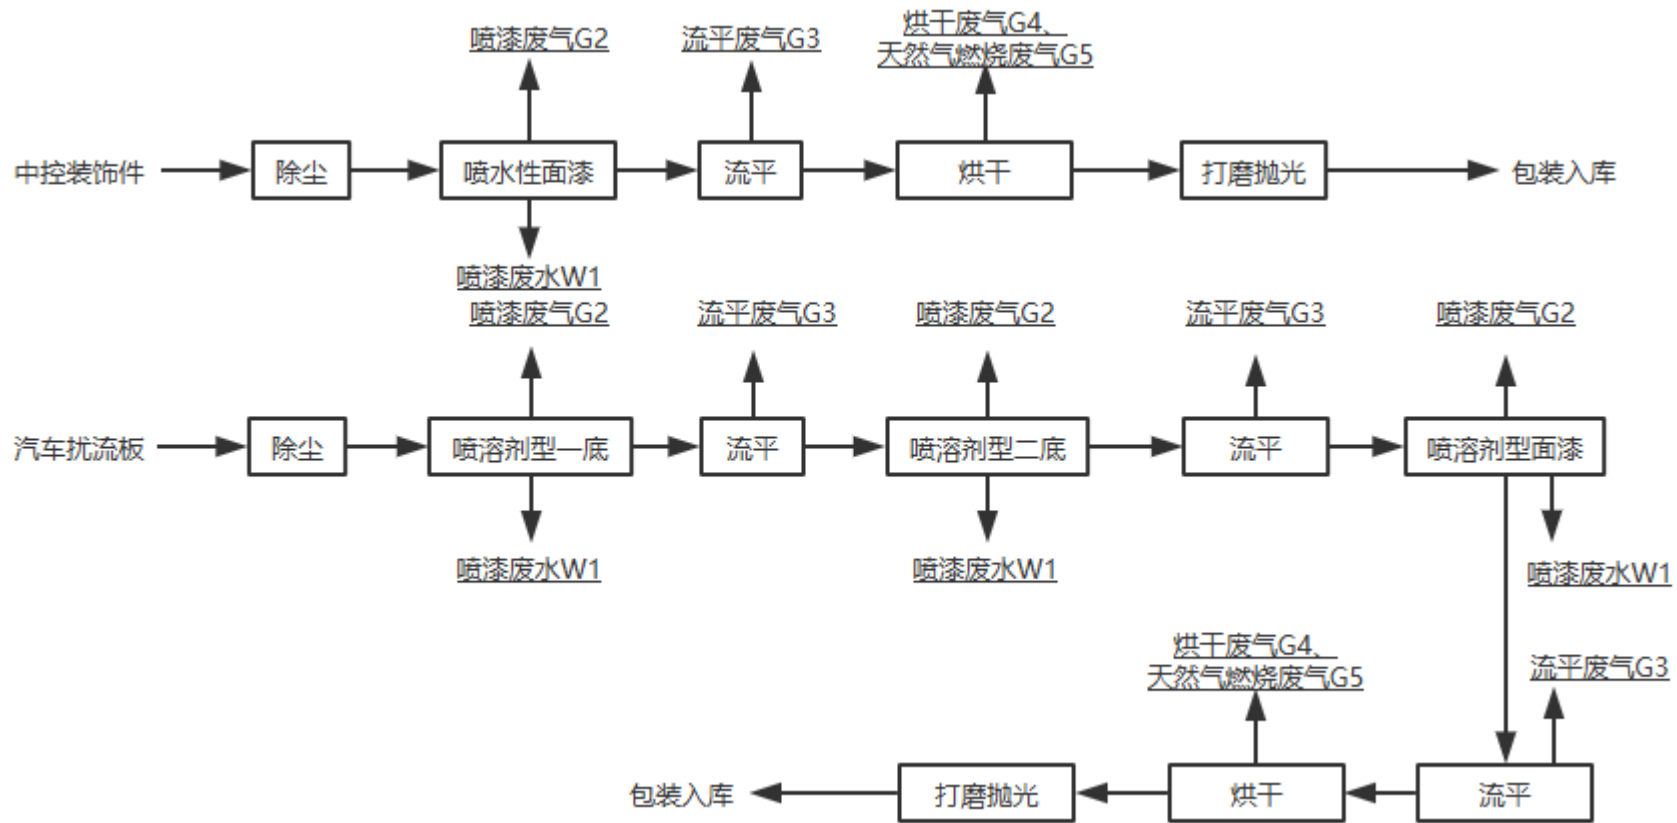 喷漆废气G2
流平废气G3
烘干废气G4、
天然气燃烧废气G5
中控装饰件
除尘
喷水性面漆
流平
烘干
打磨抛光
包装入库
喷漆废水W1
喷漆废气G2
流平废气G3
喷漆废气G2
流平废气G3
喷漆废气G2
汽车扰流板
除尘
喷溶剂型一底
流平
喷溶剂型二底
流平
喷溶剂型面漆
喷漆废水W1
喷漆废水W1
喷漆废水W1
烘干废气G4、
天然气燃烧废气G5
流平废气G3
包装入库
打磨抛光
烘干
流平